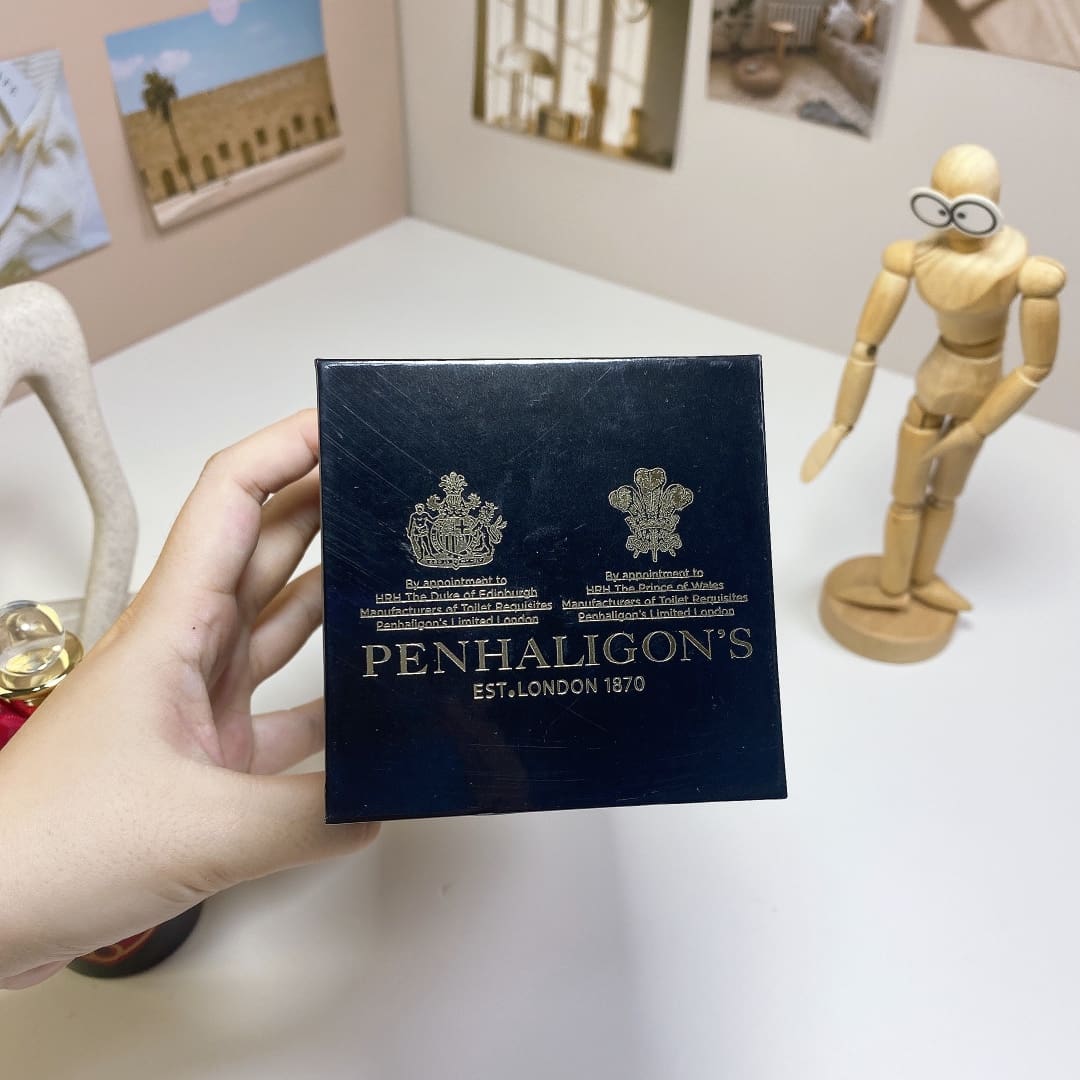 By appointment to
HRH The Duke of Edinburgh
Manufacturers of Toilet Requisites
Penhaligon's Limited London
By appointment to
HRH The Prince of Wales
Manufacturers of Toilet Requisites
Penhaligon's Limited London
PENHALIGON'S
EST.LONDON 1870